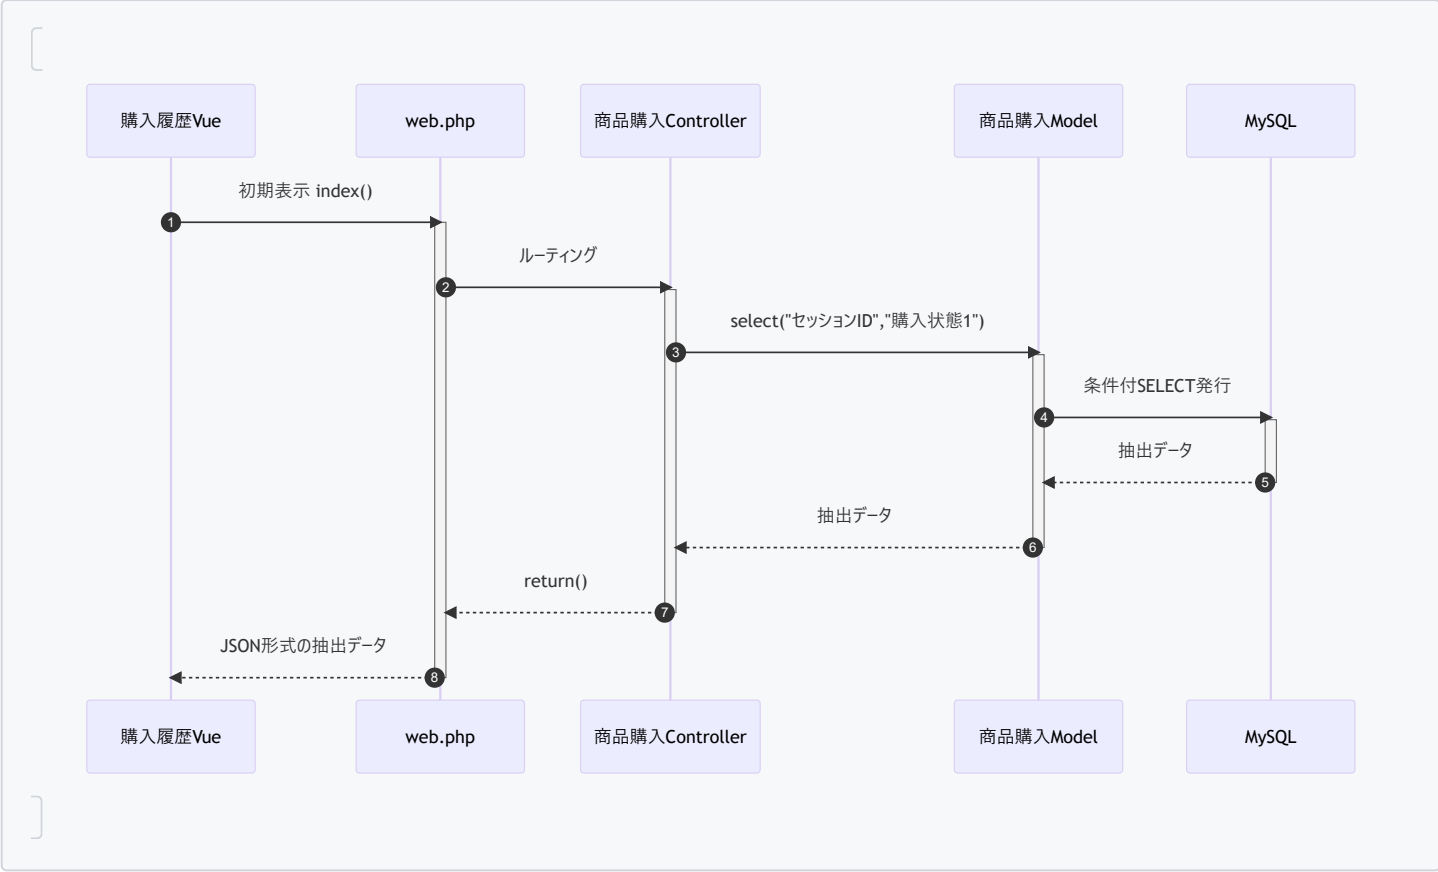 購入履歴Vue
web.php
商品購入Controller
商品購入Model
MySQL
初期表示 index()
1
ルーティング
2
select("セッションID","購入状態1")
3
条件付SELECT発行
4
抽出データ
5
抽出データ
6
return()
7
JSON形式の抽出データ
8
購入履歴Vue
web.php
商品購入Controller
商品購入Model
MySQL